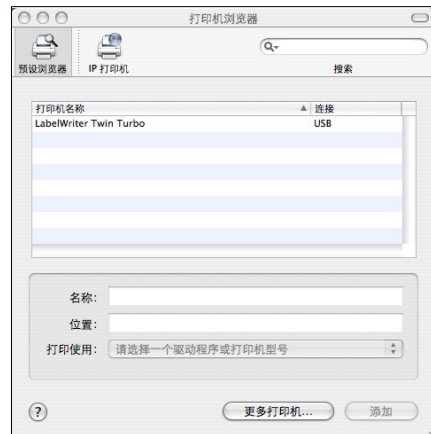 打印机浏览器
预设浏览器 IP 打印机 搜索
打印机名称 连接
LabelWriter Twin Turbo USB
名称：
位置：
打印使用： 请选择一个驱动程序或打印机型号
? 更多打印机... 添加